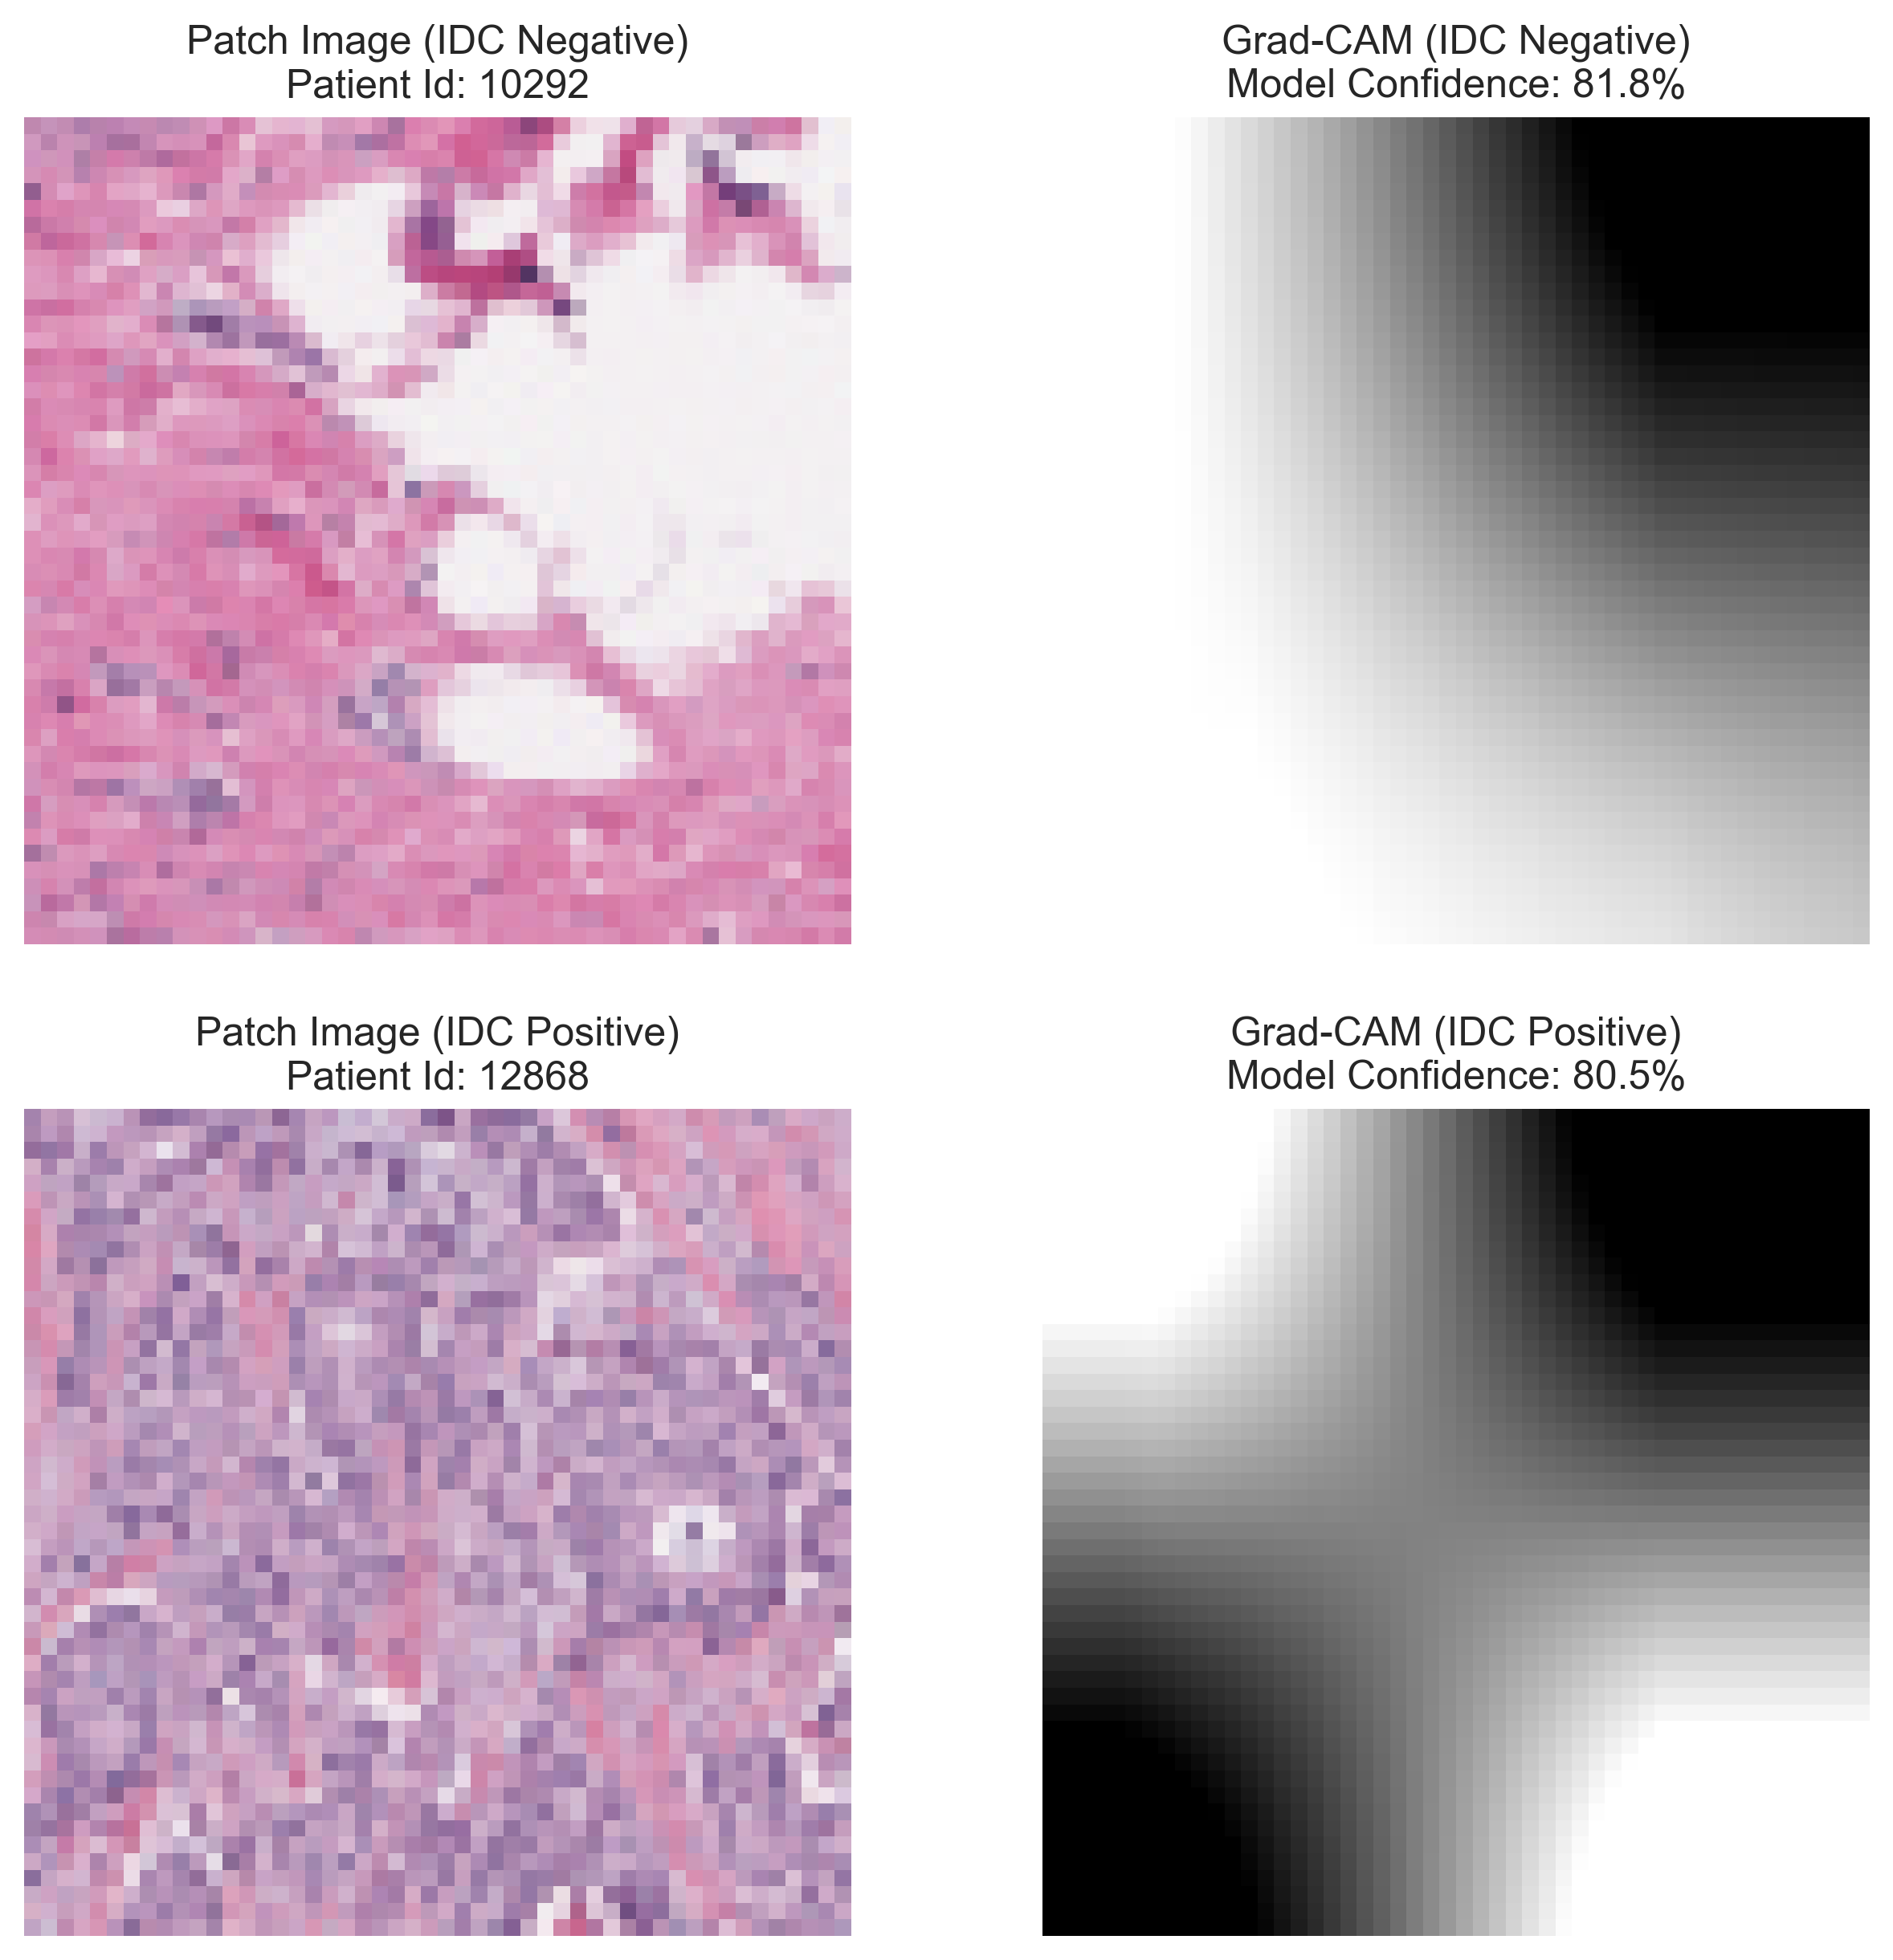 Patch Image (IDC Negative)
Patient Id: 10292
Grad-CAM (IDC Negative)
Model Confidence: 81.8%
Patch Image (IDC Positive)
Patient Id: 12868
Grad-CAM (IDC Positive)
Model Confidence: 80.5%